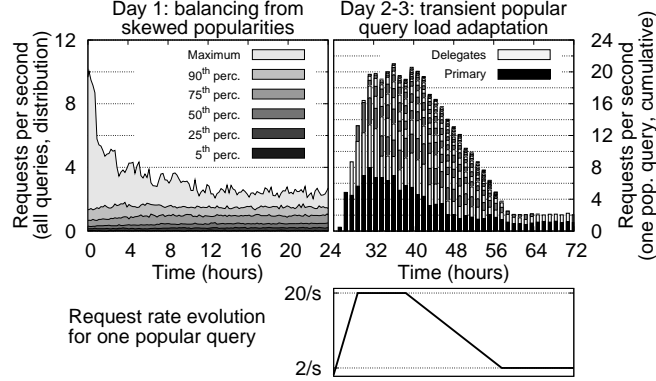 Day 1: balancing from
skewed popularities
Day 2-3: transient popular
query load adaptation
Requests per second
(all queries, distribution)
12
8
4
0
Maximum
90th perc.
75th perc.
50th perc.
25th perc.
5th perc.
0 4 8 12 16 20 24
Time (hours)
Delegates
Primary
24
20
16
12
8
4
0
Requests per second
(one pop. query, cumulative)
32 40 48 56 64 72
Time (hours)
Request rate evolution
for one popular query
20/s
2/s